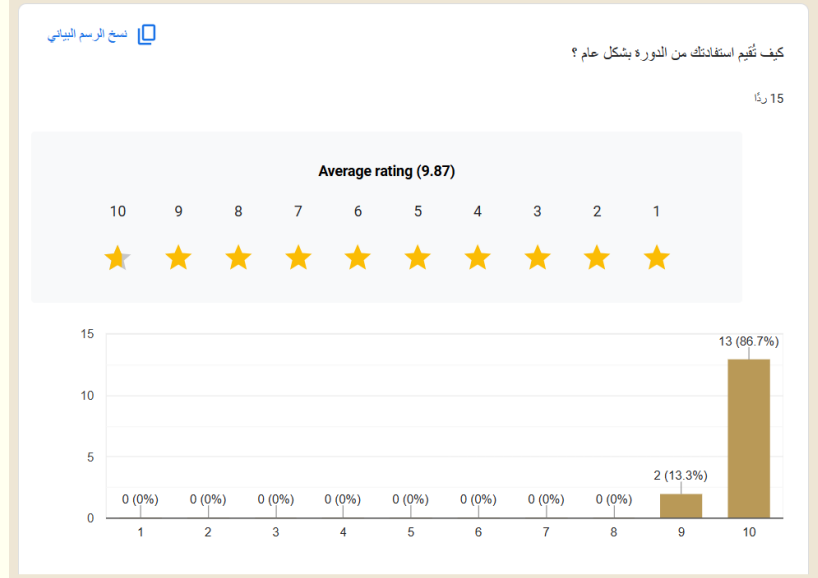 نسخ الرسم البياني
كيف تُقيم استفادتك من الدورة بشكل عام ؟
15 ردًا
Average rating (9.87)
10 9 8 7 6 5 4 3 2 1
15
13 (86.7%)
10
5
2 (13.3%)
0 (0%) 0 (0%) 0 (0%) 0 (0%) 0 (0%) 0 (0%) 0 (0%) 0 (0%)
0
1 2 3 4 5 6 7 8 9 10